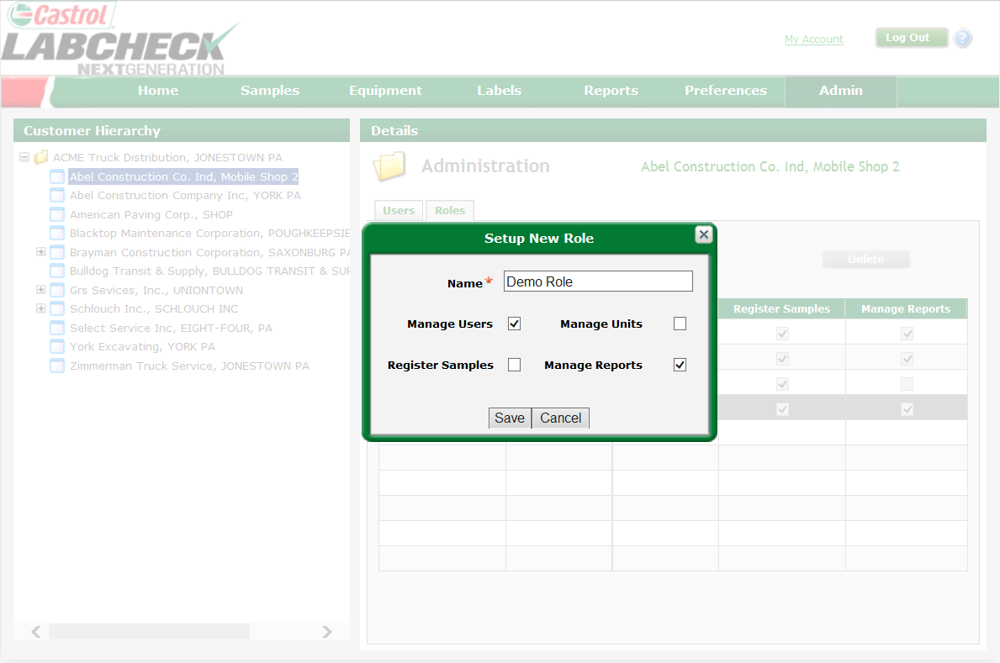 Castrol
LABCHECK
NEXTGENERATION
My Account
Log Out
?
Home
Samples
Equipment
Labels
Reports
Preferences
Admin
Customer Hierarchy
ACME Truck Distribution, JONESTOWN PA
Abel Construction Co. Ind, Mobile Shop 2
Abel Construction Company Inc, YORK PA
American Paving Corp., SHOP
Blacktop Maintenance Corporation, POUGHKEEPSIE
Brayman Construction Corporation, SAXONBURG PA
Bulldog Transit & Supply, BULLDOG TRANSIT & SUP
Grs Sevices, Inc., UNIONTOWN
Schlouch Inc., SCHLOUCH INC
Select Service Inc, EIGHT-FOUR, PA
York Excavating, YORK PA
Zimmerman Truck Service, JONESTOWN PA
Details
Administration
Abel Construction Co. Ind, Mobile Shop 2
Users
Roles
Delete
Register Samples
Manage Reports
Setup New Role
Name*
Demo Role
Manage Users
Manage Units
Register Samples
Manage Reports
Save
Cancel